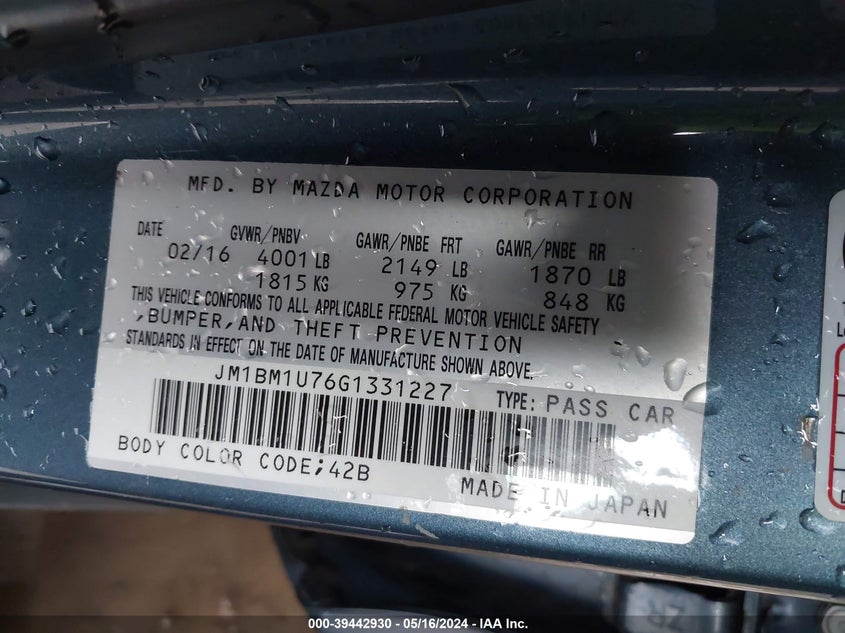 MFD. BY MAZDA MOTOR CORPORATION
DATE GVWR/PNBV GAWR/PNBE FRT GAWR/PNBE RR
02/16 4001 LB 2149 LB 1870 LB
1815 KG 975 KG 848 KG
THIS VEHICLE CONFORMS TO ALL APPLICABLE FEDERAL MOTOR VEHICLE SAFETY
,BUMPER,AND THEFT PREVENTION
STANDARDS IN EFFECT ON THE DATE OF MANUFACTURE SHOWN ABOVE.
JM1BM1U76G1331227 TYPE: PASS CAR
BODY COLOR CODE;42B
MADE IN JAPAN
000-39442930 - 05/16/2024 - IAA Inc.